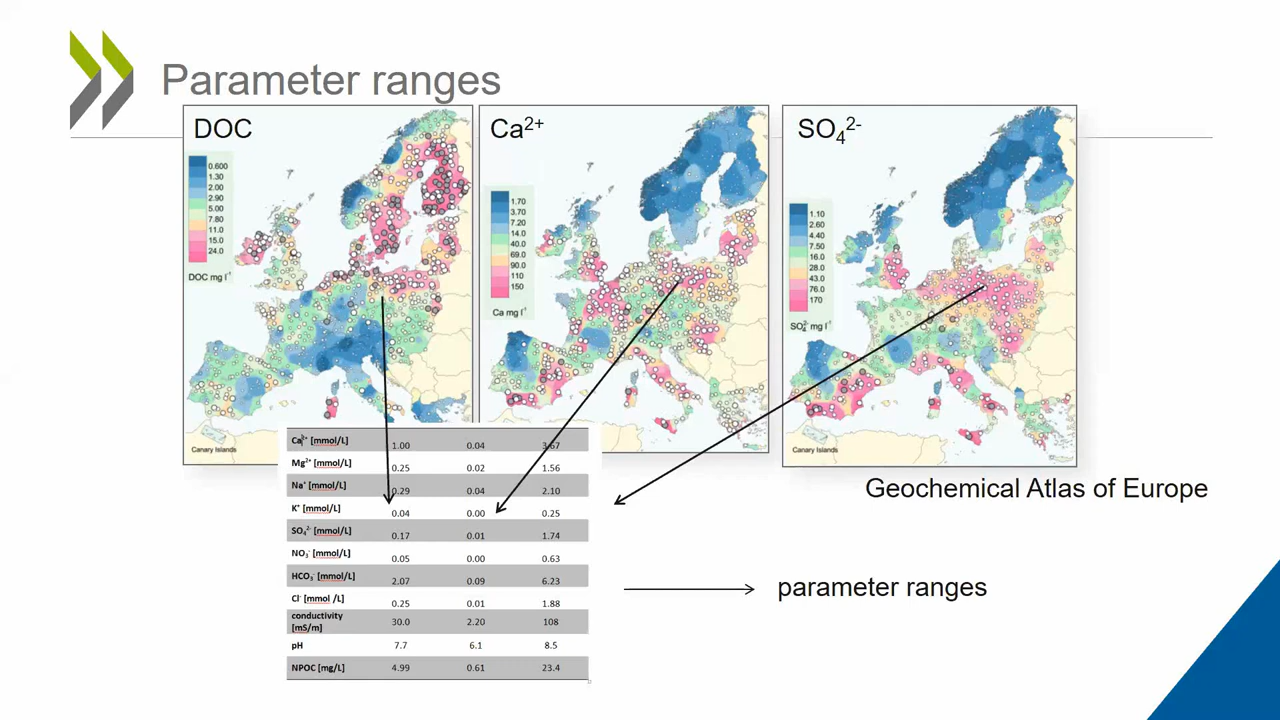 Parameter ranges
DOC
0.600
1.30
2.00
2.90
5.00
7.80
11.0
15.0
24.0
DOC mg l⁻¹
Canary Islands
Ca²⁺
1.70
3.70
7.20
14.0
40.0
69.0
90.0
110
150
Ca mg l⁻¹
SO₄²⁻
1.10
2.60
4.40
7.50
16.0
28.0
43.0
76.0
170
SO₄²⁻ mg l⁻¹
Canary Islands
Geochemical Atlas of Europe
Ca²⁺ [mmol/L] 1.00 0.04 3.67
Mg²⁺ [mmol/L] 0.25 0.02 1.56
Na⁺ [mmol/L] 0.29 0.04 2.10
K⁺ [mmol/L] 0.04 0.00 0.25
SO₄²⁻ [mmol/L] 0.17 0.01 1.74
NO₃⁻ [mmol/L] 0.05 0.00 0.63
HCO₃⁻ [mmol/L] 2.07 0.09 6.23
Cl⁻ [mmol /L] 0.25 0.01 1.88
conductivity
[mS/m] 30.0 2.20 108
pH 7.7 6.1 8.5
NPOC [mg/L] 4.99 0.61 23.4
parameter ranges